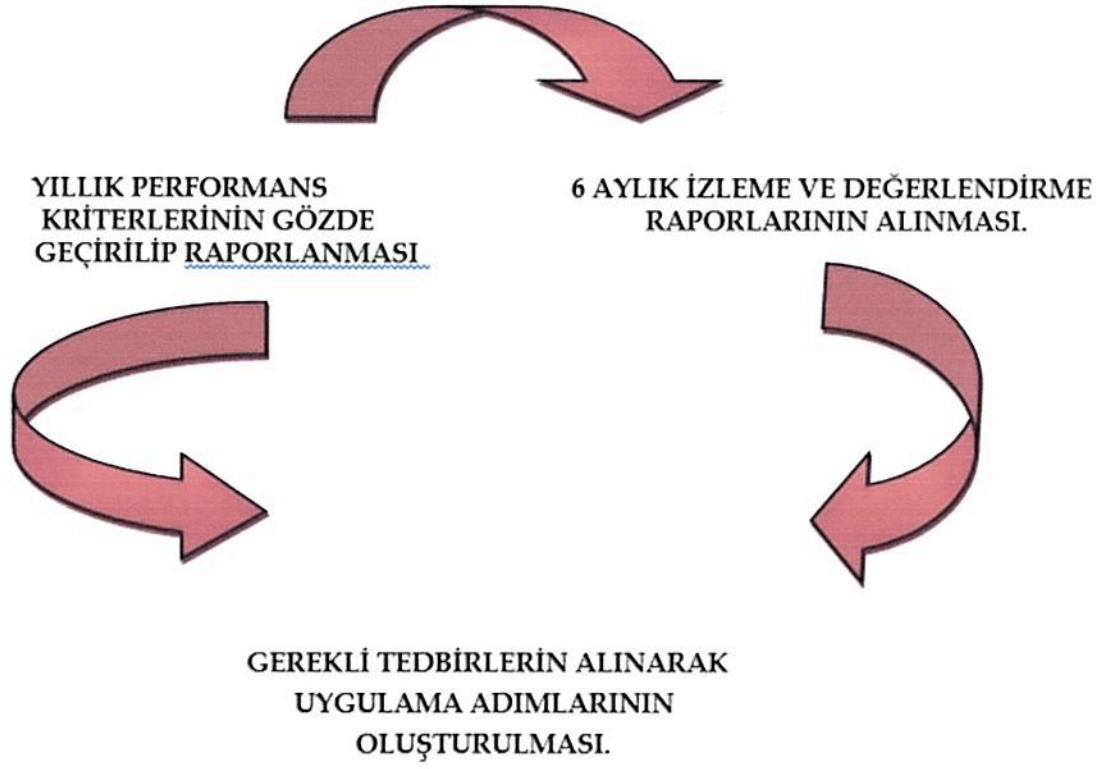 YILLIK PERFORMANS
KRİTERLERİNİN GÖZDE
GEÇİRİLİP RAPORLANMASI
6 AYLIK İZLEME VE DEĞERLENDİRME
RAPORLARININ ALINMASI.
GEREKLİ TEDBİRLERİN ALINARAK
UYGULAMA ADIMLARININ
OLUŞTURULMASI.